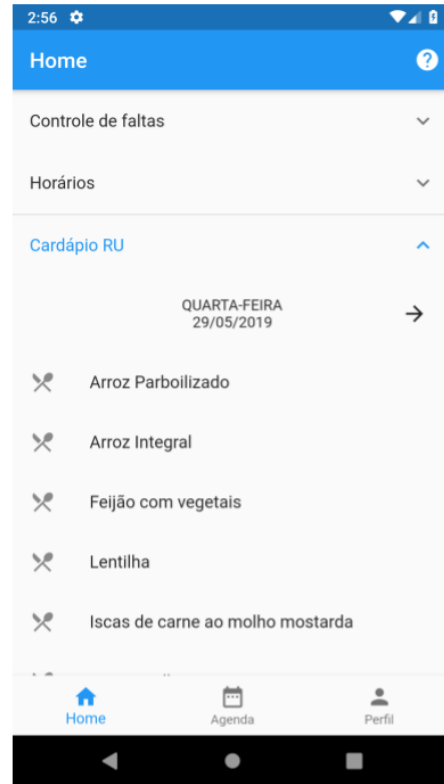 2:56
Home
Controle de faltas
Horários
Cardápio RU
QUARTA-FEIRA
29/05/2019
Arroz Parboilizado
Arroz Integral
Feijão com vegetais
Lentilha
Iscas de carne ao molho mostarda
Home
Agenda
Perfil